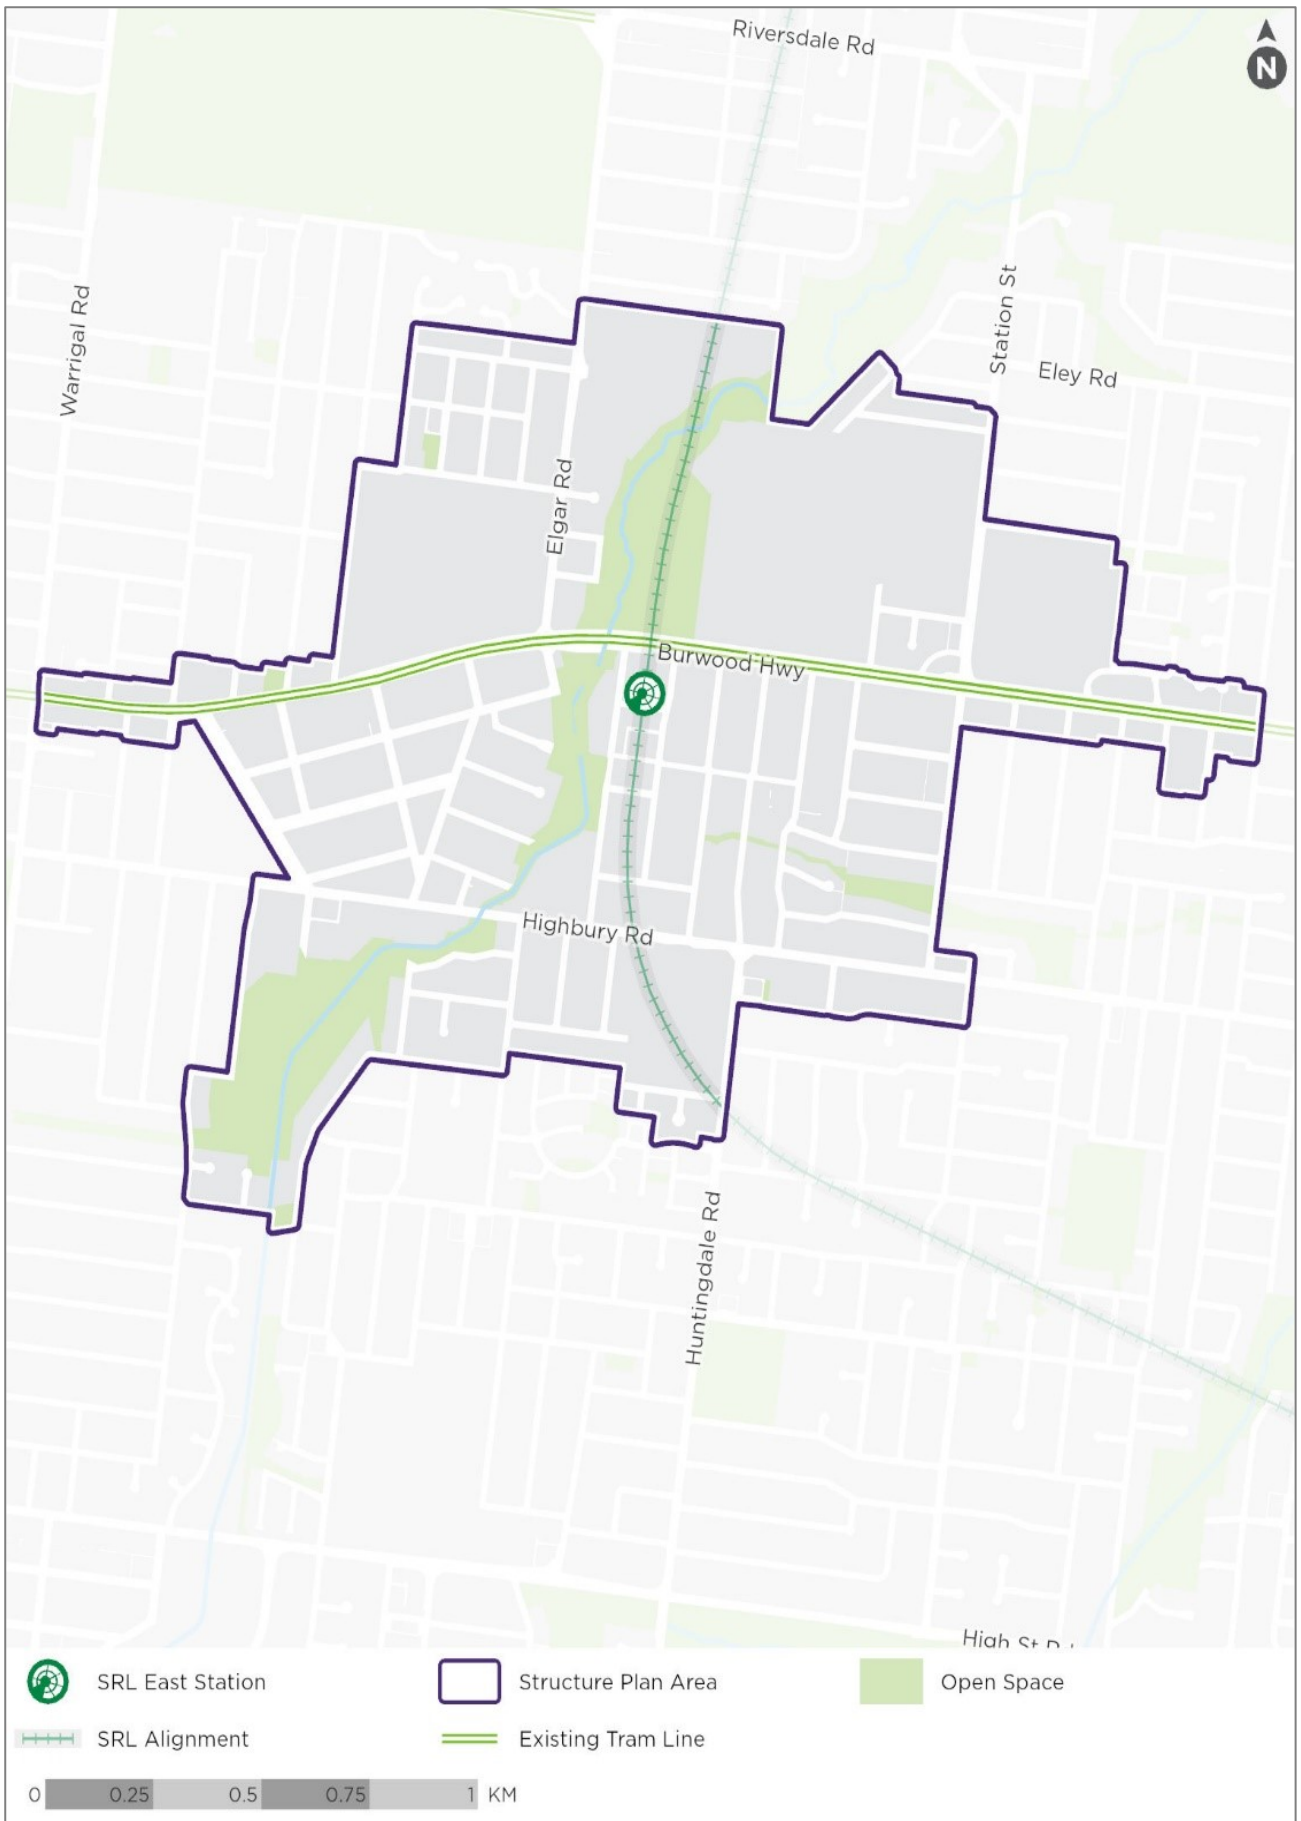 Riversdale Rd
N
Station St
Warrigal Rd
Eley Rd
Elgar Rd
Burwood Hwy
Highbury Rd
Huntingdale Rd
High St
SRL East Station
Structure Plan Area
Open Space
SRL Alignment
Existing Tram Line
0 0.25 0.5 0.75 1 KM